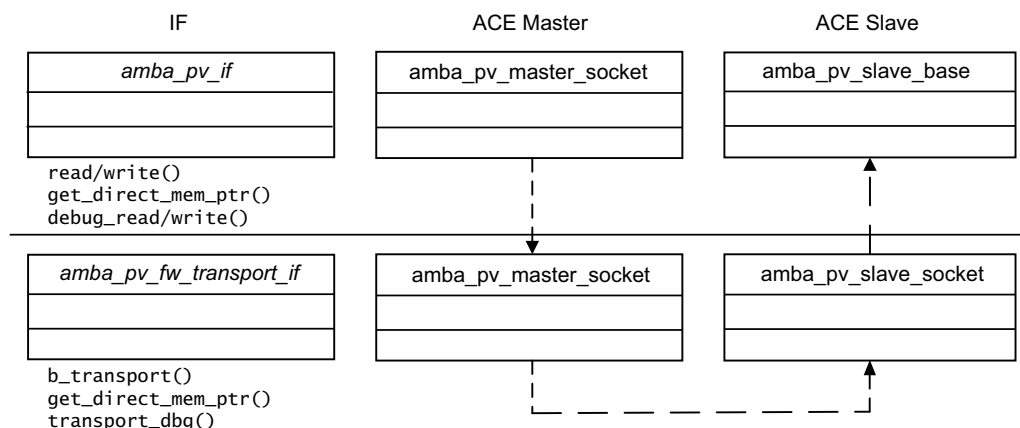 IF
ACE Master
ACE Slave
amba_pv_if
amba_pv_master_socket
amba_pv_slave_base
read/write()
get_direct_mem_ptr()
debug_read/write()
amba_pv_fw_transport_if
amba_pv_master_socket
amba_pv_slave_socket
b_transport()
get_direct_mem_ptr()
transport_dbg()